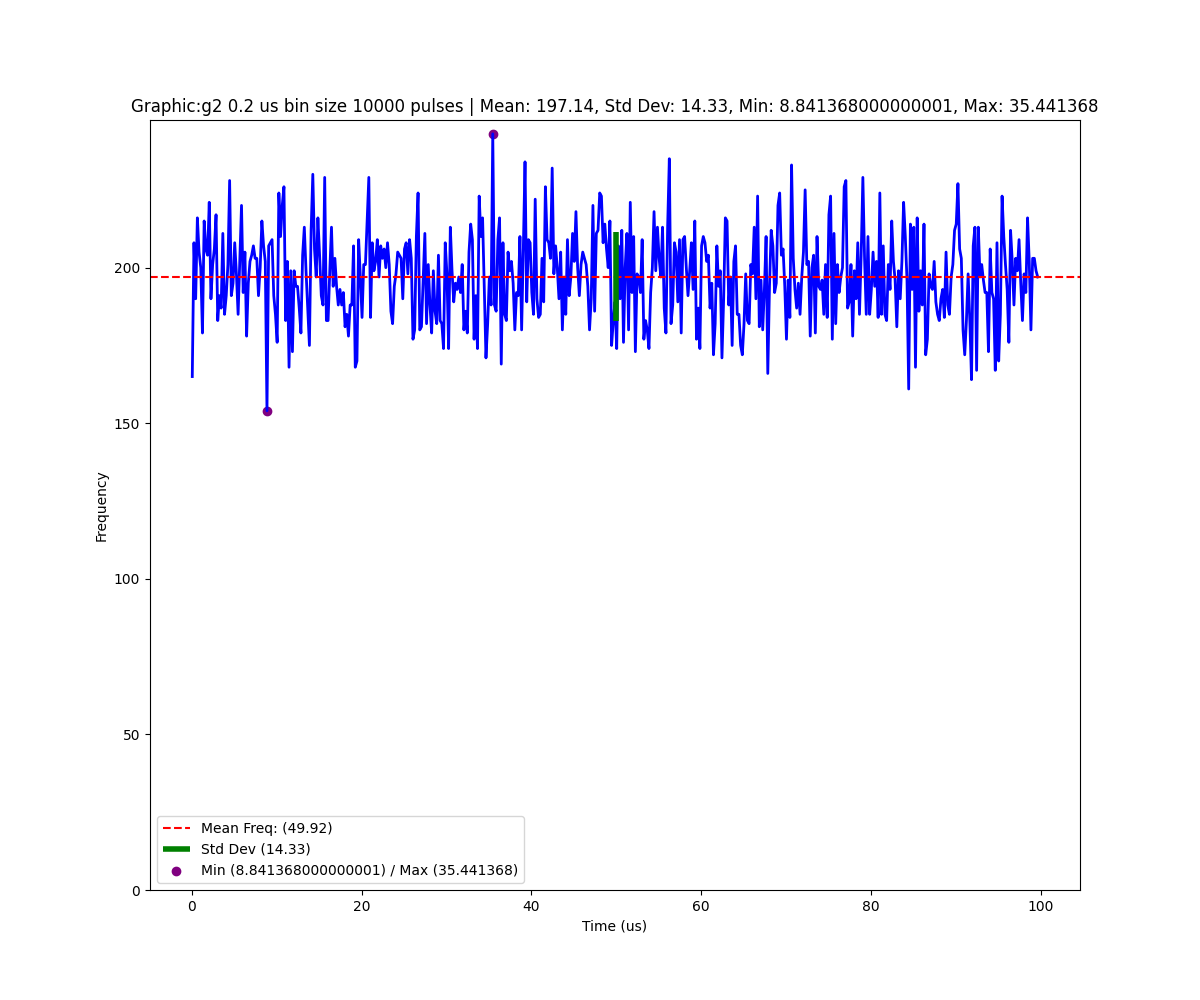 Graphic:g2 0.2 us bin size 10000 pulses | Mean: 197.14, Std Dev: 14.33, Min: 8.841368000000001, Max: 35.441368
200
150
100
50
0
Frequency
Mean Freq: (49.92)
Std Dev (14.33)
Min (8.841368000000001) / Max (35.441368)
0 20 40 60 80 100
Time (us)